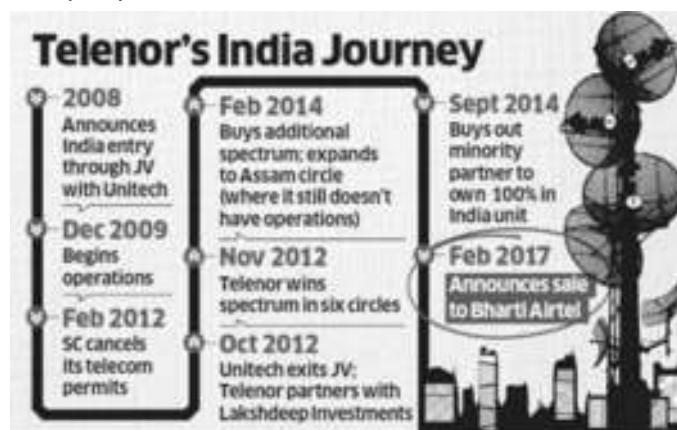 Telenor's India Journey
2008
Announces
India entry
through JV
with Unitech
Dec 2009
Begins
operations
Feb 2012
SC cancels
its telecom
permits
Oct 2012
Unitech exits JV;
Telenor partners with
Lakshdeep Investments
Nov 2012
Telenor wins
spectrum in six circles
Feb 2014
Buys additional
spectrum; expands
to Assam circle
(where it still doesn't
have operations)
Sept 2014
Buys out
minority
partner to
own 100% in
India unit
Feb 2017
Announces sale
to Bharti Airtel